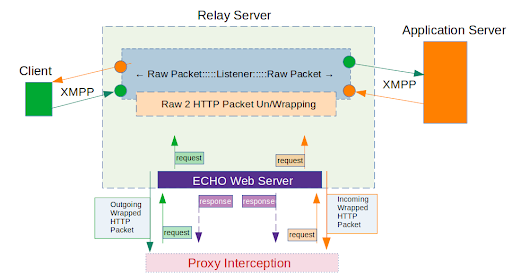 Relay Server
Application Server
Client
← Raw Packet:::::Listener:::::Raw Packet →
XMPP
XMPP
Raw 2 HTTP Packet Un/Wrapping
request
request
ECHO Web Server
Outgoing
Wrapped
HTTP
Packet
response
response
Incoming
Wrapped
HTTP
Packet
request
request
Proxy Interception